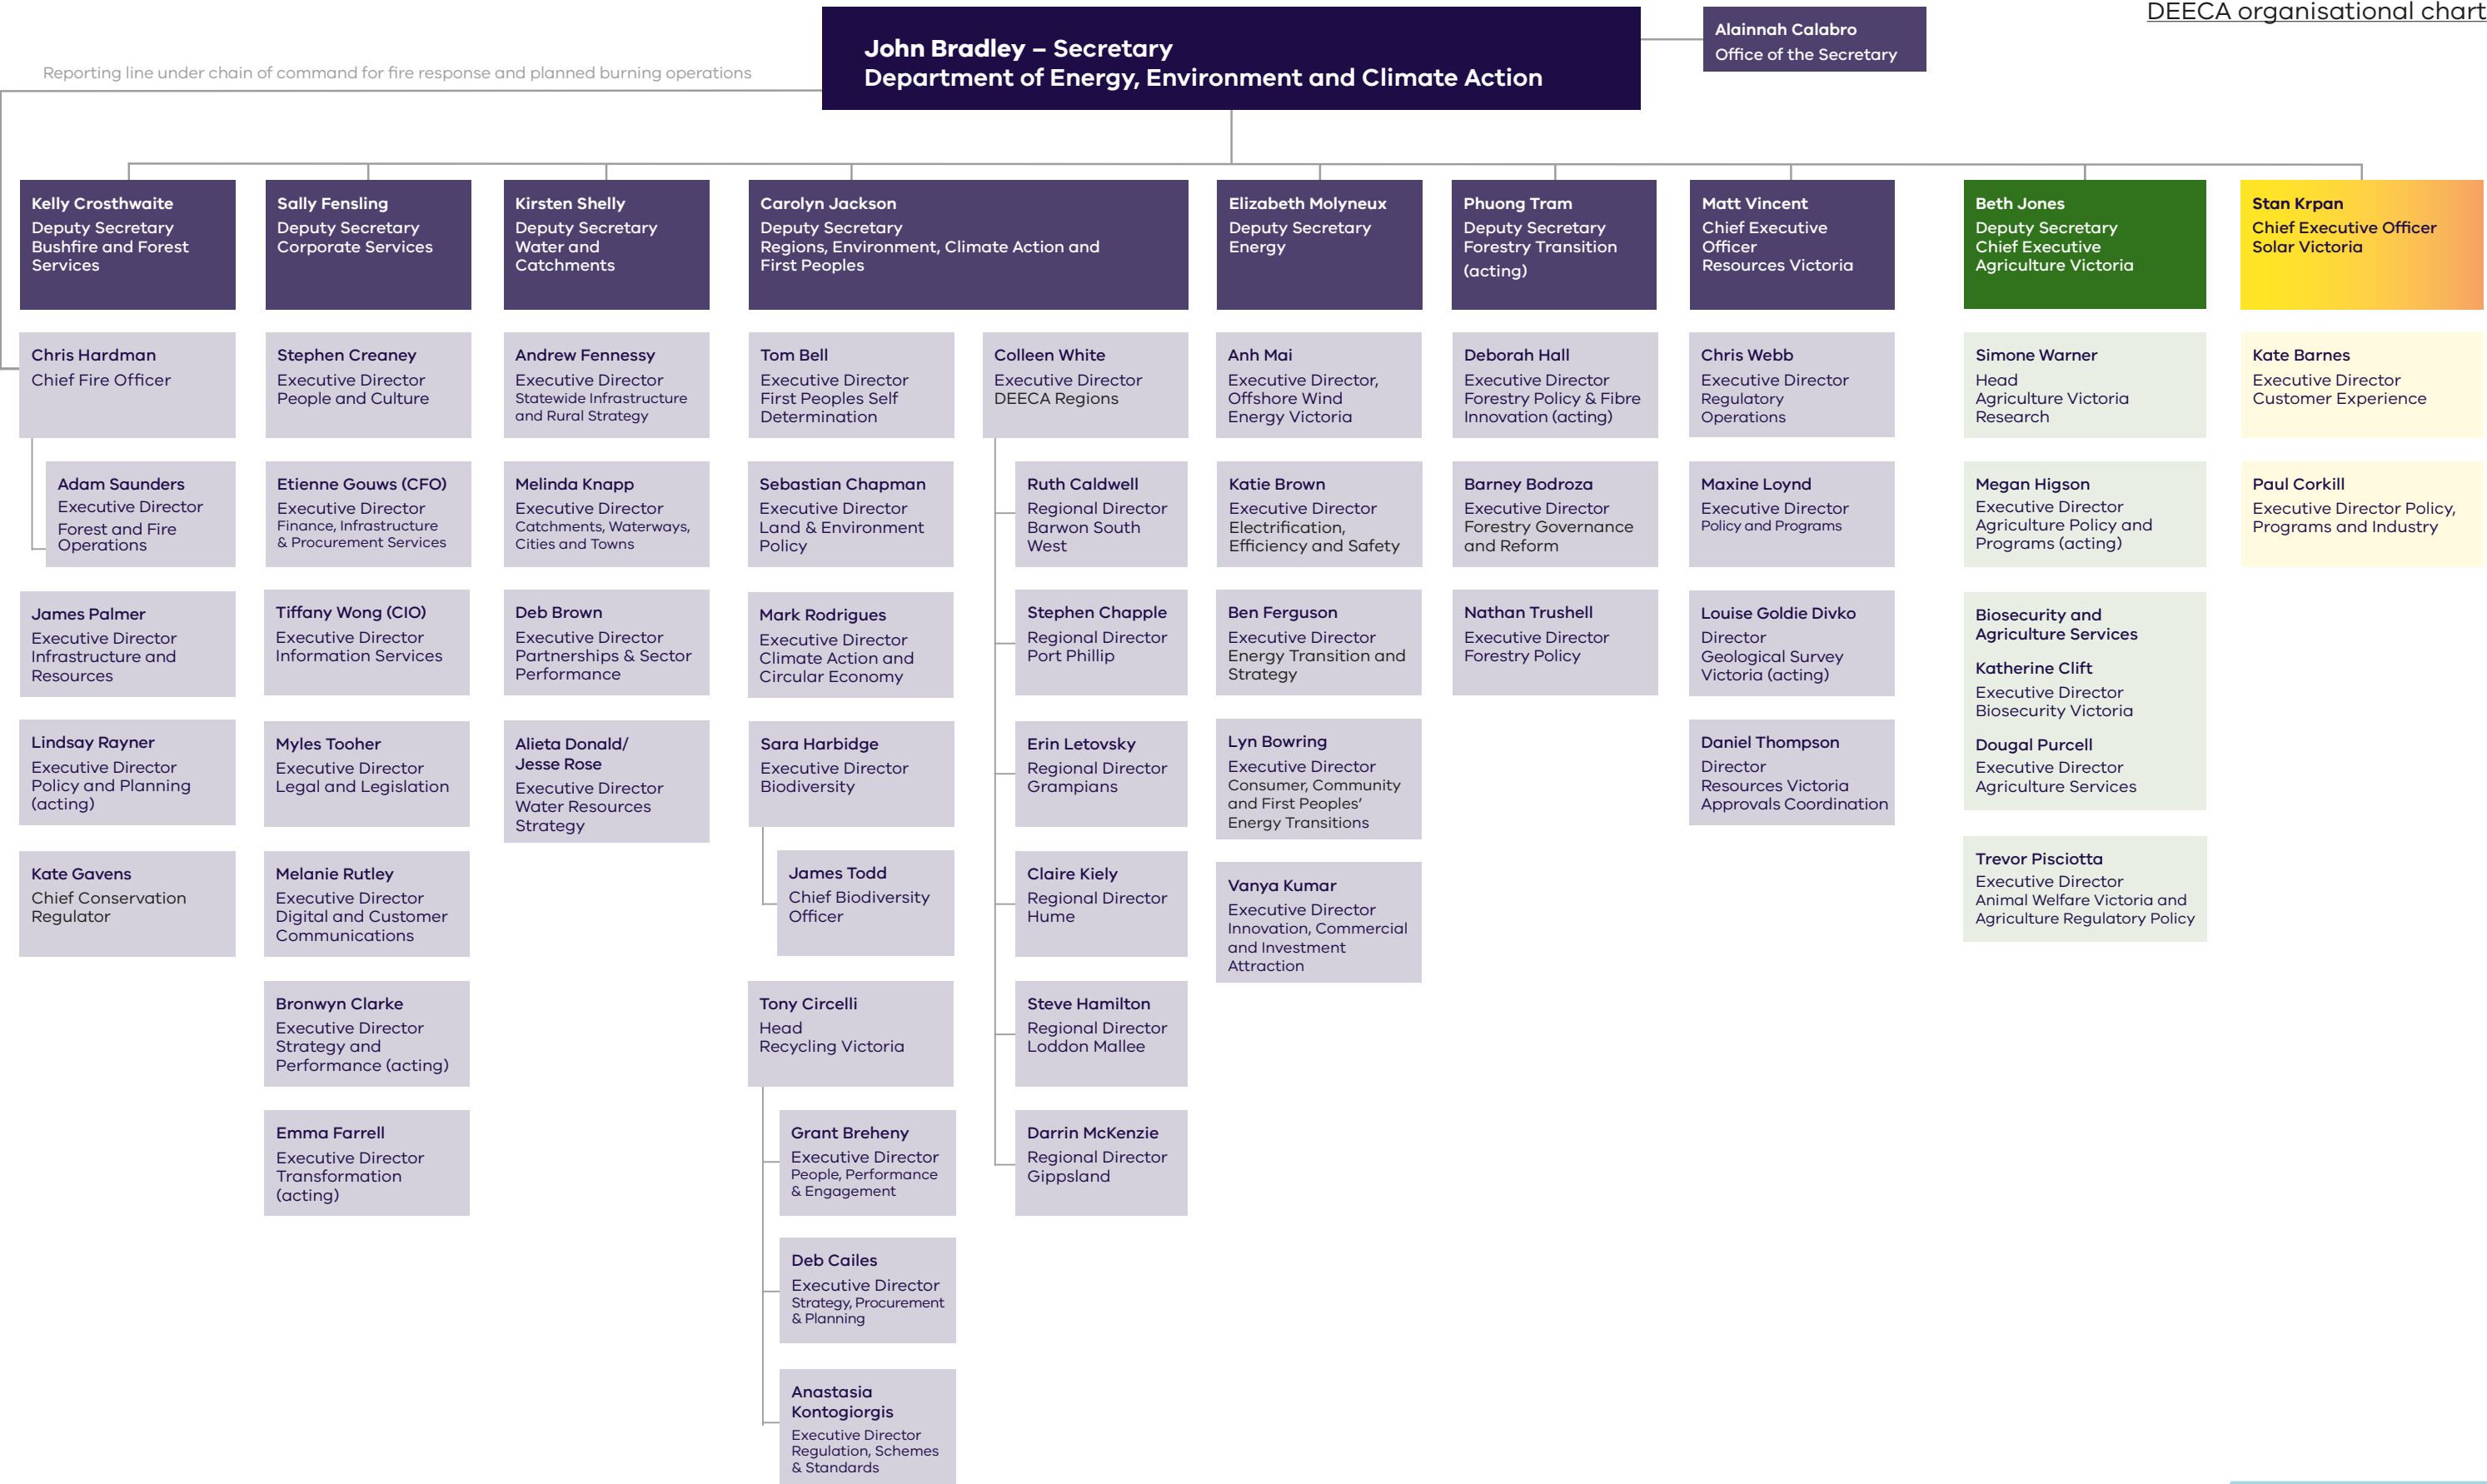 DEECA organisational chart
John Bradley – Secretary
Department of Energy, Environment and Climate Action
Alainnah Calabro
Office of the Secretary
Reporting line under chain of command for fire response and planned burning operations
Kelly Crosthwaite
Deputy Secretary
Bushfire and Forest
Services
Chris Hardman
Chief Fire Officer
Adam Saunders
Executive Director
Forest and Fire
Operations
James Palmer
Executive Director
Infrastructure and
Resources
Lindsay Rayner
Executive Director
Policy and Planning
(acting)
Kate Gavens
Chief Conservation
Regulator
Sally Fensling
Deputy Secretary
Corporate Services
Stephen Creaney
Executive Director
People and Culture
Etienne Gouws (CFO)
Executive Director
Finance, Infrastructure
& Procurement Services
Tiffany Wong (CIO)
Executive Director
Information Services
Myles Tooher
Executive Director
Legal and Legislation
Melanie Rutley
Executive Director
Digital and Customer
Communications
Bronwyn Clarke
Executive Director
Strategy and
Performance (acting)
Emma Farrell
Executive Director
Transformation
(acting)
Kirsten Shelly
Deputy Secretary
Water and
Catchments
Andrew Fennessy
Executive Director
Statewide Infrastructure
and Rural Strategy
Melinda Knapp
Executive Director
Catchments, Waterways,
Cities and Towns
Deb Brown
Executive Director
Partnerships & Sector
Performance
Alieta Donald/
Jesse Rose
Executive Director
Water Resources
Strategy
Carolyn Jackson
Deputy Secretary
Regions, Environment, Climate Action and
First Peoples
Tom Bell
Executive Director
First Peoples Self
Determination
Sebastian Chapman
Executive Director
Land & Environment
Policy
Mark Rodrigues
Executive Director
Climate Action and
Circular Economy
Sara Harbidge
Executive Director
Biodiversity
James Todd
Chief Biodiversity
Officer
Tony Circelli
Head
Recycling Victoria
Grant Breheny
Executive Director
People, Performance
& Engagement
Deb Cailes
Executive Director
Strategy, Procurement
& Planning
Anastasia
Kontogiorgis
Executive Director
Regulation, Schemes
& Standards
Colleen White
Executive Director
DEECA Regions
Ruth Caldwell
Regional Director
Barwon South
West
Stephen Chapple
Regional Director
Port Phillip
Erin Letovsky
Regional Director
Grampians
Claire Kiely
Regional Director
Hume
Steve Hamilton
Regional Director
Loddon Mallee
Darrin McKenzie
Regional Director
Gippsland
Elizabeth Molyneux
Deputy Secretary
Energy
Anh Mai
Executive Director,
Offshore Wind
Energy Victoria
Katie Brown
Executive Director
Electrification,
Efficiency and Safety
Ben Ferguson
Executive Director
Energy Transition and
Strategy
Lyn Bowring
Executive Director
Consumer, Community
and First Peoples’
Energy Transitions
Vanya Kumar
Executive Director
Innovation, Commercial
and Investment
Attraction
Phuong Tram
Deputy Secretary
Forestry Transition
(acting)
Deborah Hall
Executive Director
Forestry Policy & Fibre
Innovation (acting)
Barney Bodroza
Executive Director
Forestry Governance
and Reform
Nathan Trushell
Executive Director
Forestry Policy
Matt Vincent
Chief Executive
Officer
Resources Victoria
Chris Webb
Executive Director
Regulatory
Operations
Maxine Loynd
Executive Director
Policy and Programs
Louise Goldie Divko
Director
Geological Survey
Victoria (acting)
Daniel Thompson
Director
Resources Victoria
Approvals Coordination
Beth Jones
Deputy Secretary
Chief Executive
Agriculture Victoria
Simone Warner
Head
Agriculture Victoria
Research
Megan Higson
Executive Director
Agriculture Policy and
Programs (acting)
Biosecurity and
Agriculture Services
Katherine Clift
Executive Director
Biosecurity Victoria
Dougal Purcell
Executive Director
Agriculture Services
Trevor Pisciotta
Executive Director
Animal Welfare Victoria and
Agriculture Regulatory Policy
Stan Krpan
Chief Executive Officer
Solar Victoria
Kate Barnes
Executive Director
Customer Experience
Paul Corkill
Executive Director Policy,
Programs and Industry